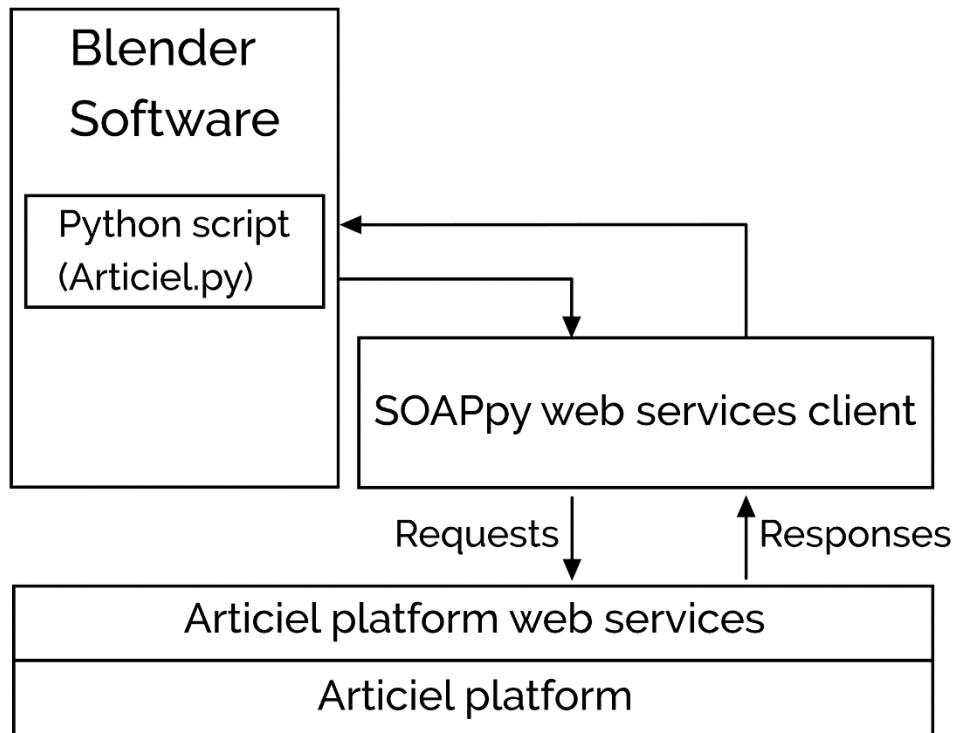 Blender
Software
Python script
(Articiel.py)
SOAPpy web services client
Requests
Responses
Articiel platform web services
Articiel platform